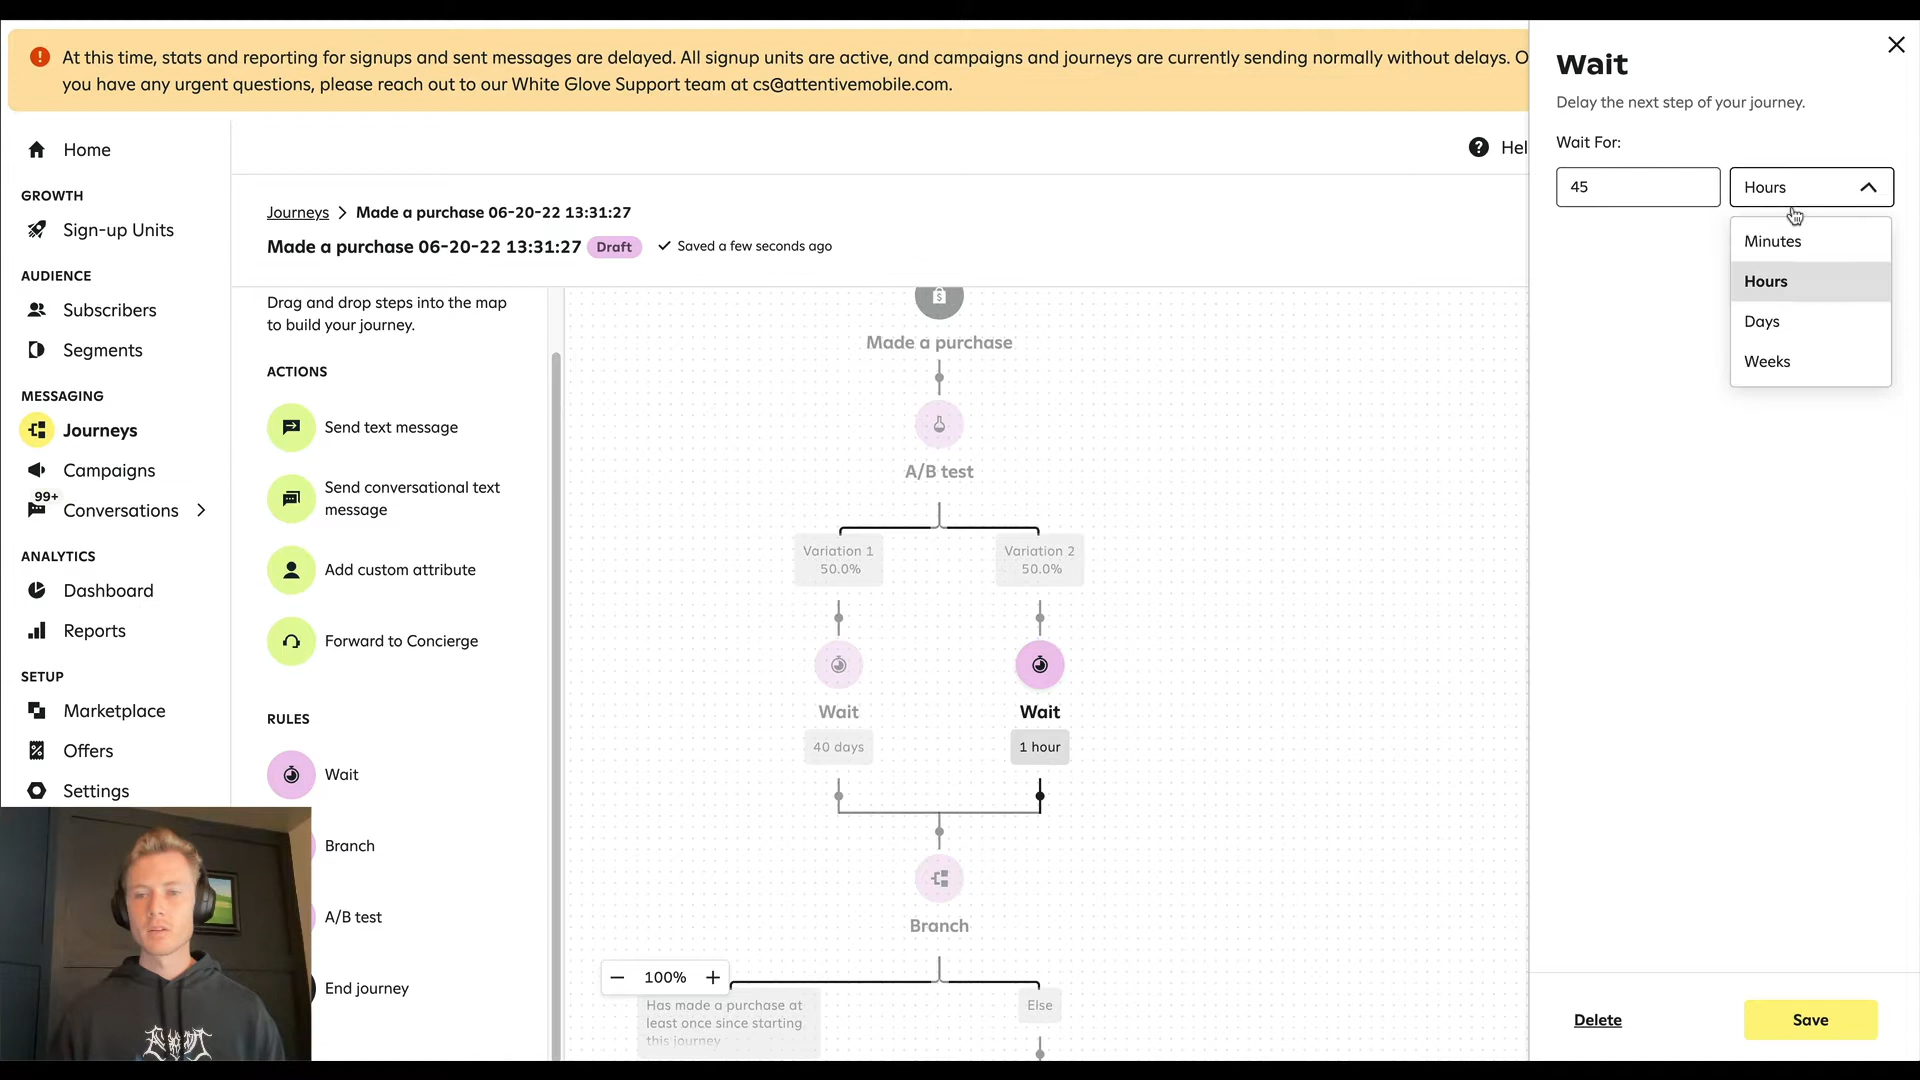 At this time, stats and reporting for signups and sent messages are delayed. All signup units are active, and campaigns and journeys are currently sending normally without delays. O
you have any urgent questions, please reach out to our White Glove Support team at cs@attentivemobile.com.
Home
GROWTH
Sign-up Units
AUDIENCE
Subscribers
Segments
MESSAGING
Journeys
Campaigns
99+
Conversations
ANALYTICS
Dashboard
Reports
SETUP
Marketplace
Offers
Settings
Hel
Journeys > Made a purchase 06-20-22 13:31:27
Made a purchase 06-20-22 13:31:27 Draft Saved a few seconds ago
Drag and drop steps into the map
to build your journey.
ACTIONS
Send text message
Send conversational text
message
Add custom attribute
Forward to Concierge
RULES
Wait
Branch
A/B test
End journey
Made a purchase
A/B test
Variation 1
50.0%
Variation 2
50.0%
Wait
40 days
Wait
1 hour
Branch
100%
Has made a purchase at
least once since starting
this journey
Else
Wait
Delay the next step of your journey.
Wait For:
45
Hours
Minutes
Hours
Days
Weeks
Delete
Save